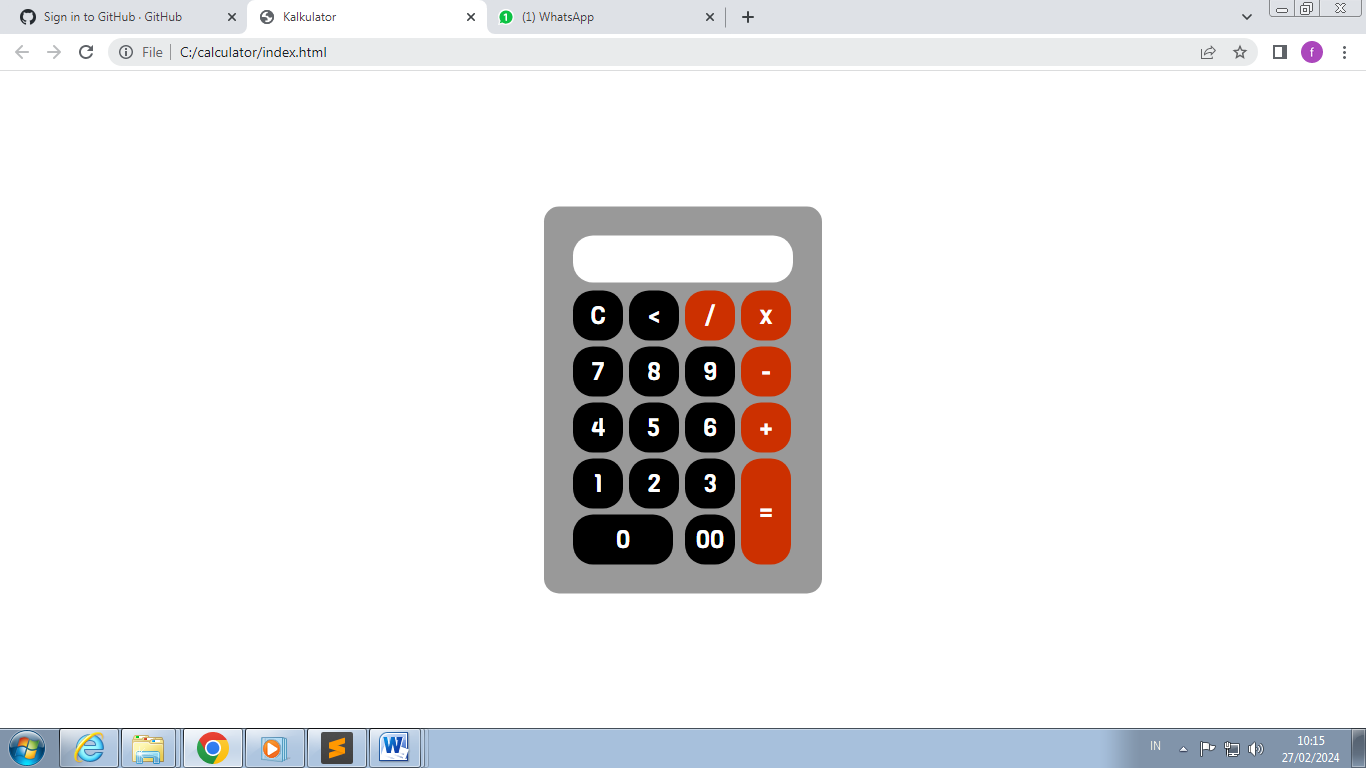 Sign in to GitHub · GitHub
Kalkulator
(1) WhatsApp
File
C:/calculator/index.html
f
C < / x
7 8 9 -
4 5 6 +
1 2 3
=
0 00
IN
10:15
27/02/2024